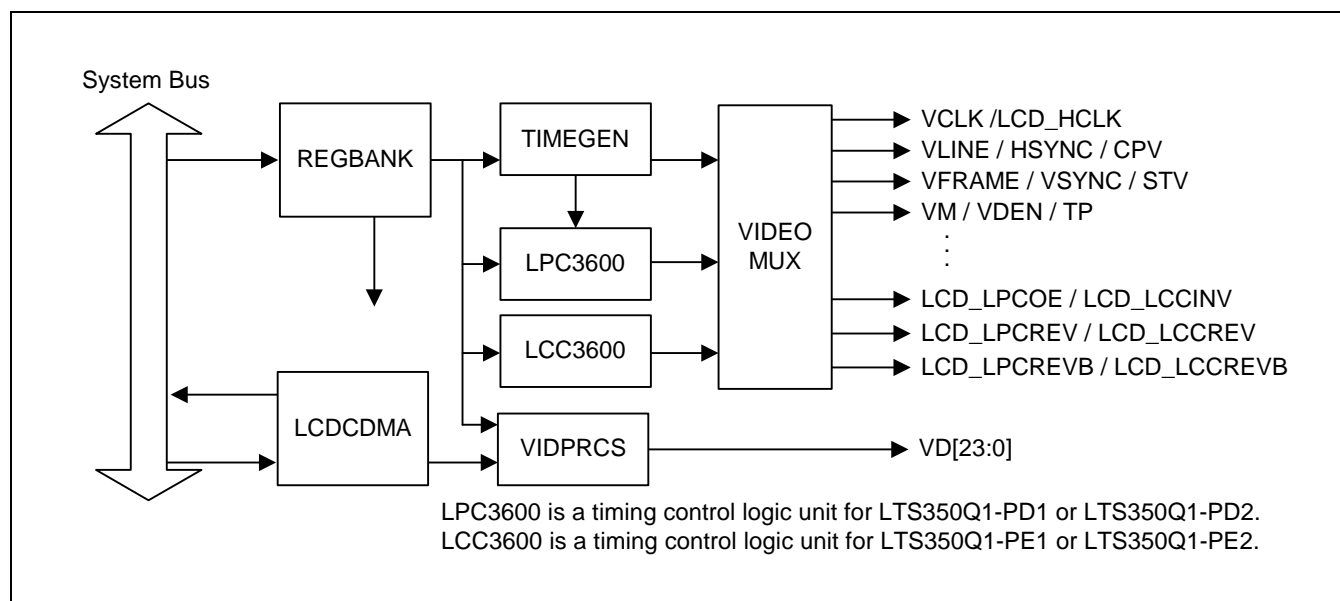 System Bus
REGBANK
TIMEGEN
LPC3600
LCC3600
LCDCDMA
VIDPRCS
VIDEO
MUX
VCLK /LCD_HCLK
VLINE / HSYNC / CPV
VFRAME / VSYNC / STV
VM / VDEN / TP
.
.
.
LCD_LPCOE / LCD_LCCINV
LCD_LPCREV / LCD_LCCREV
LCD_LPCREVB / LCD_LCCREVB
VD[23:0]
LPC3600 is a timing control logic unit for LTS350Q1-PD1 or LTS350Q1-PD2.
LCC3600 is a timing control logic unit for LTS350Q1-PE1 or LTS350Q1-PE2.